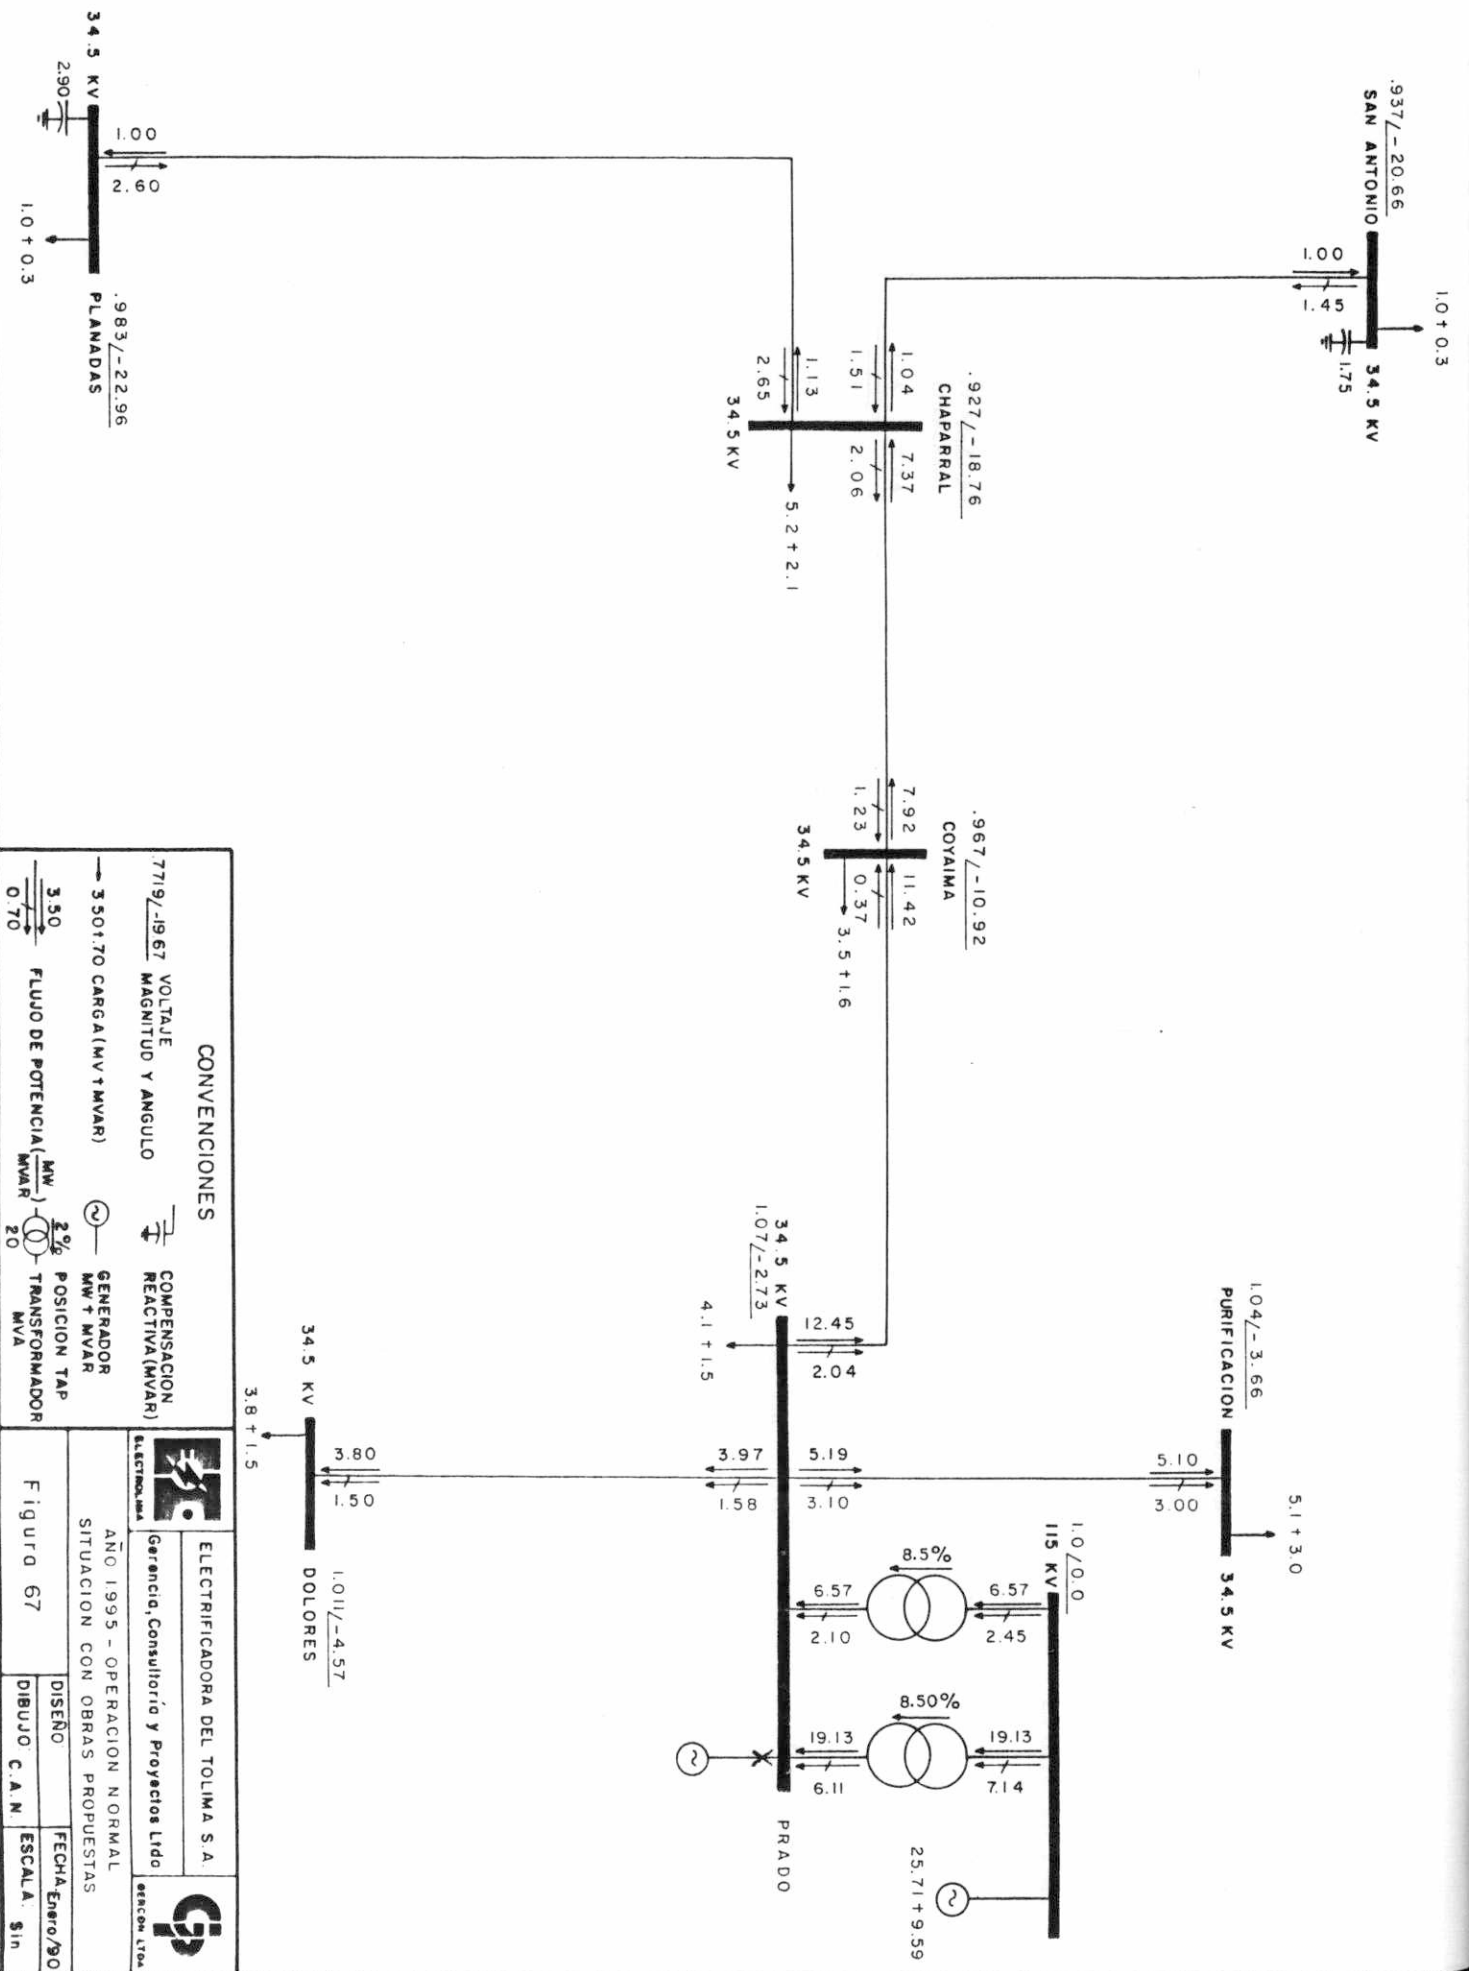 .937/-20.66
SAN ANTONIO
34.5 KV
1.0 + 0.3
1.00
1.45
1.75
34.5 KV
2.90
1.00
2.60
1.0 + 0.3
.983/-22.96
PLANADAS
.927/-18.76
CHAPARRAL
34.5 KV
1.04
1.51
1.13
2.65
7.37
2.06
5.2 + 2.1
.967/-10.92
COYAIMA
34.5 KV
7.92
1.23
11.42
0.37
3.5 + 1.6
34.5 KV
1.07/-2.73
12.45
2.04
4.1 + 1.5
3.97
1.58
5.19
3.10
PRADO
1.04/-3.66
PURIFICACION
34.5 KV
5.10
3.00
5.1 + 3.0
1.0/0.0
115 KV
8.5%
6.57
2.10
6.57
2.45
8.50%
19.13
6.11
19.13
7.14
25.71 + 9.59
34.5 KV
3.80
1.50
3.8 + 1.5
1.011/-4.57
DOLORES
CONVENCIONES
.7719/-19.67 VOLTAJE
MAGNITUD Y ANGULO
COMPENSACION
REACTIVA (MVAR)
3.50+.70 CARGA (MV+MVAR)
GENERADOR
MW + MVAR
3.50
0.70
FLUJO DE POTENCIA (MW/MVAR)
2%
20
POSICION TAP
TRANSFORMADOR
MVA
ELECTROLIMA
ELECTRIFICADORA DEL TOLIMA S.A.
Gerencia, Consultoría y Proyectos Ltda
GERCON LTDA
AÑO 1.995 - OPERACION NORMAL
SITUACION CON OBRAS PROPUESTAS
Figura 67
DISEÑO
FECHA: Enero/90
DIBUJO: C.A.N.
ESCALA: Sin